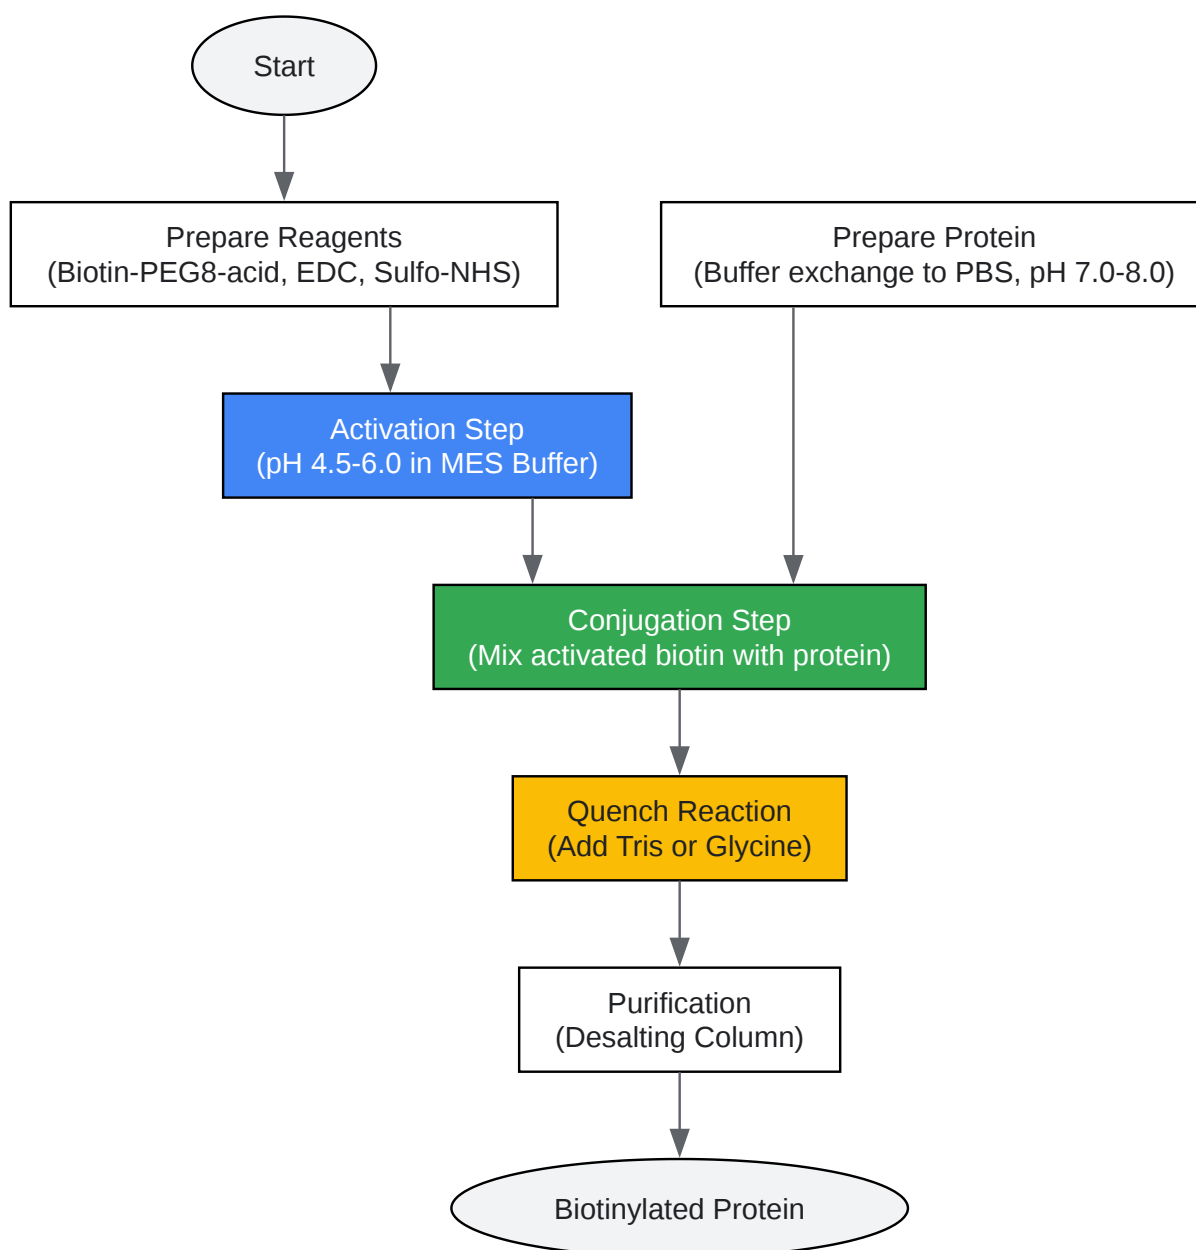 Start
Prepare Reagents
(Biotin-PEG8-acid, EDC, Sulfo-NHS)
Prepare Protein
(Buffer exchange to PBS, pH 7.0-8.0)
Activation Step
(pH 4.5-6.0 in MES Buffer)
Conjugation Step
(Mix activated biotin with protein)
Quench Reaction
(Add Tris or Glycine)
Purification
(Desalting Column)
Biotinylated Protein